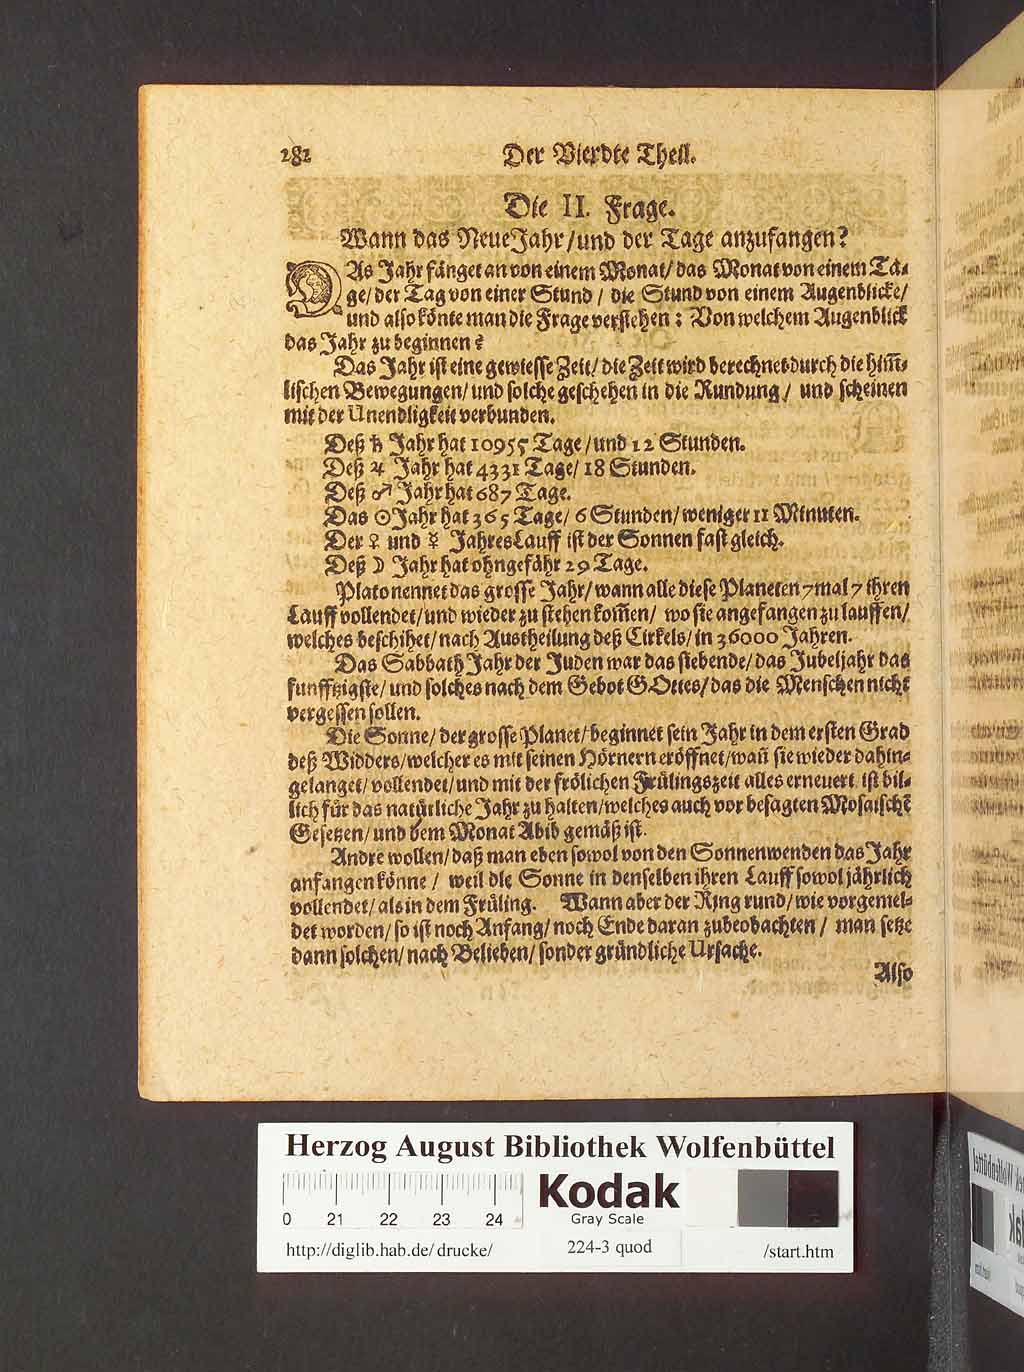 282 Der Vierdte Theil.
Die II. Frage.
Wann das Neue Jahr/und der Tage anzufangen?
DAs Jahr fänget an von einem Monat/ das Monat von einem Ta-
ge/ der Tag von einer Stund / die Stund von einem Augenblicke/
und also könte man die Frage verstehen: Von welchem Augenblick
das Jahr zu beginnen?
Das Jahr ist eine gewiesse Zeit/ die Zeit wird berechnet durch die him̃-
lischen Bewegungen/ und solche geschehen in die Rundung/ und scheinen
mit der Unendligkeit verbunden.
Deß ♄ Jahr hat 10955 Tage/und 12 Stunden.
Deß ♃ Jahr hat 4331 Tage/ 18 Stunden.
Deß ♂ Jahr hat 687 Tage.
Das ☉ Jahr hat 365 Tage/ 6 Stunden/ weniger 11 Minuten.
Der ♀ und ☿ Jahres Lauff ist der Sonnen fast gleich.
Deß ☽ Jahr hat ohngefähr 29 Tage.
Plato nennet das grosse Jahr/ wann alle diese Planeten 7mal 7 ihren
Lauff vollendet/und wieder zu stehen kom̃en/ wo sie angefangen zu lauffen/
welches beschihet/ nach Austheilung deß Cirkels/ in 36000 Jahren.
Das Sabbath Jahr der Juden war das siebende/ das Jubeljahr das
funfftzigste/ und solches nach dem Gebot GOttes/ das die Menschen nicht
vergessen sollen.
Die Sonne/ der grosse Planet/ beginnet sein Jahr in dem ersten Grad
deß Widders/welcher es mit seinen Hörnern eröffnet/wañ sie wieder dahin-
gelanget/ vollendet/und mit der frölichen Frülingszeit alles erneuert ist bil-
lich für das natürliche Jahr zu halten/welches auch vor besagten Mosaischē
Gesetzen/ und dem Monat Abib gemäß ist.
Andre wollen/ daß man eben sowol von den Sonnenwenden das Jahr
anfangen könne / weil die Sonne in denselben ihren Lauff sowol jährlich
vollendet/ als in dem Früling. Wann aber der Ring rund/ wie vorgemel-
det worden/ so ist noch Anfang/ noch Ende daran zubeobachten / man setze
dann solchen/ nach Belieben/ sonder gründliche Ursache.
Also
Herzog August Bibliothek Wolfenbüttel
0 21 22 23 24
Kodak
Gray Scale
http://diglib.hab.de/drucke/ 224-3 quod /start.htm